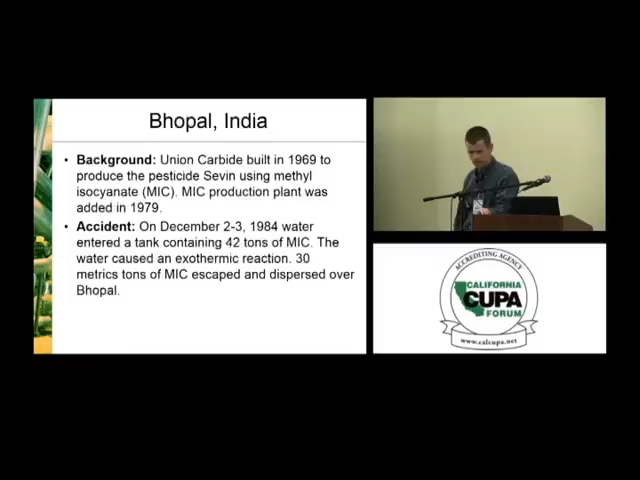 Bhopal, India
• Background: Union Carbide built in 1969 to
produce the pesticide Sevin using methyl
isocyanate (MIC). MIC production plant was
added in 1979.
• Accident: On December 2-3, 1984 water
entered a tank containing 42 tons of MIC. The
water caused an exothermic reaction. 30
metrics tons of MIC escaped and dispersed over
Bhopal.
ACCREDITING AGENCY
CALIFORNIA
CUPA
FORUM
www.calcupa.net